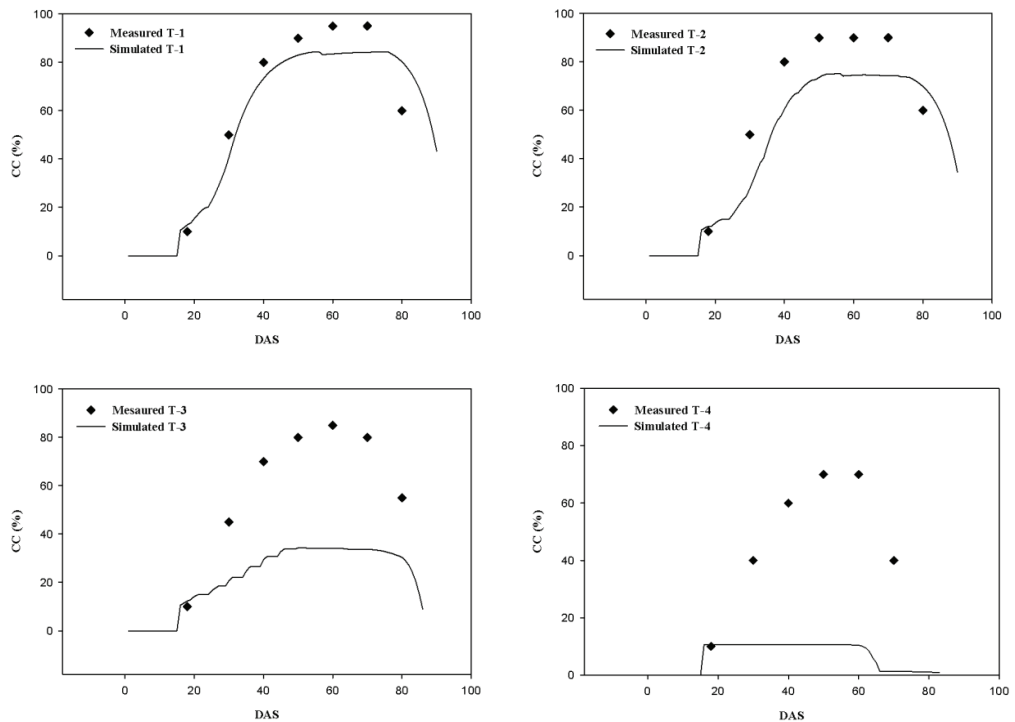 100
80
60
40
20
0
CC (%)
Measured T-1
Simulated T-1
0 20 40 60 80 100
DAS
100
80
60
40
20
0
CC (%)
Measured T-2
Simulated T-2
0 20 40 60 80 100
DAS
100
80
60
40
20
0
CC (%)
Mesaured T-3
Simulated T-3
0 20 40 60 80 100
DAS
100
80
60
40
20
0
CC (%)
Measured T-4
Simulated T-4
0 20 40 60 80 100
DAS